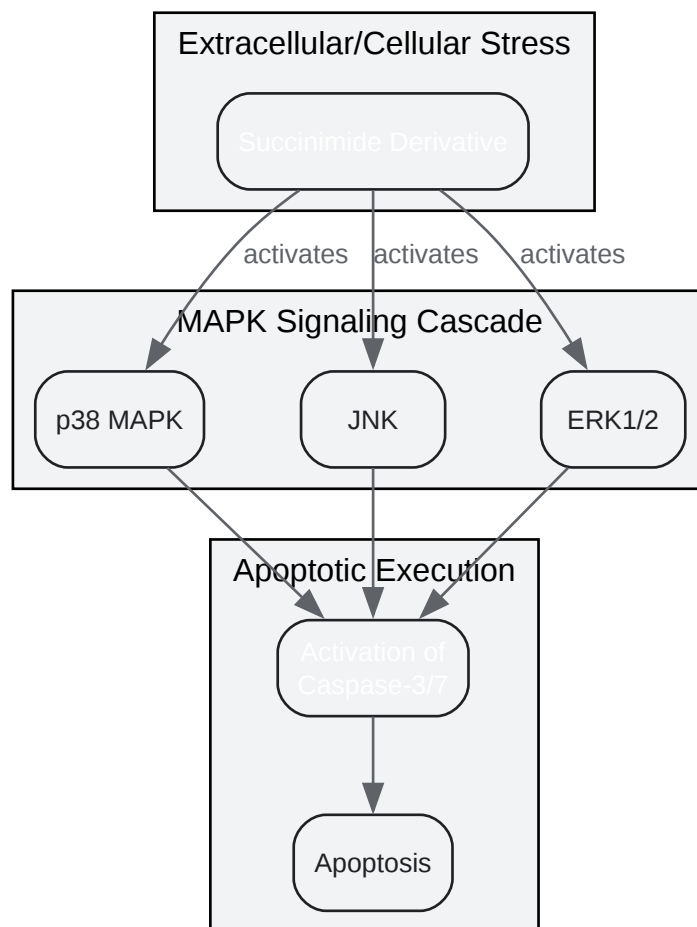 Extracellular/Cellular Stress
Succinimide Derivative
activates
activates
activates
MAPK Signaling Cascade
p38 MAPK
JNK
ERK1/2
Apoptotic Execution
Activation of
Caspase-3/7
Apoptosis